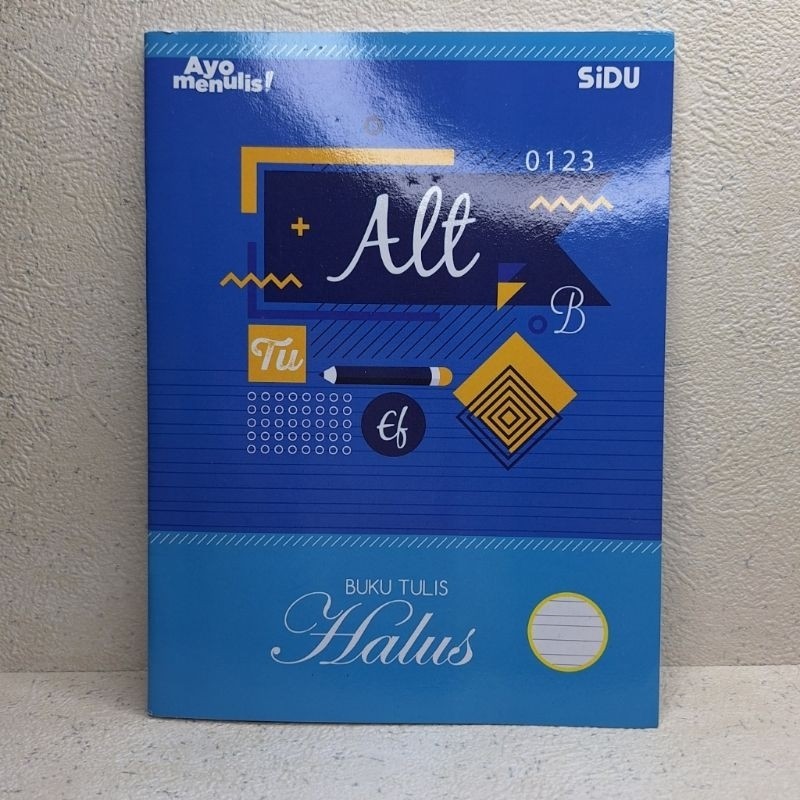 Ayo
menulis!
SiDU
0123
Alt
B
Tu
Ef
BUKU TULIS
Halus